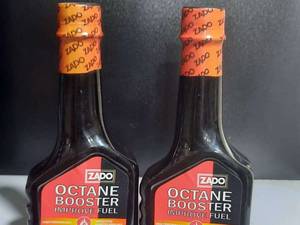 ZADO
OCTANE
BOOSTER
IMPROVE FUEL
ZADO
OCTANE
BOOSTER
IMPROVE FUEL